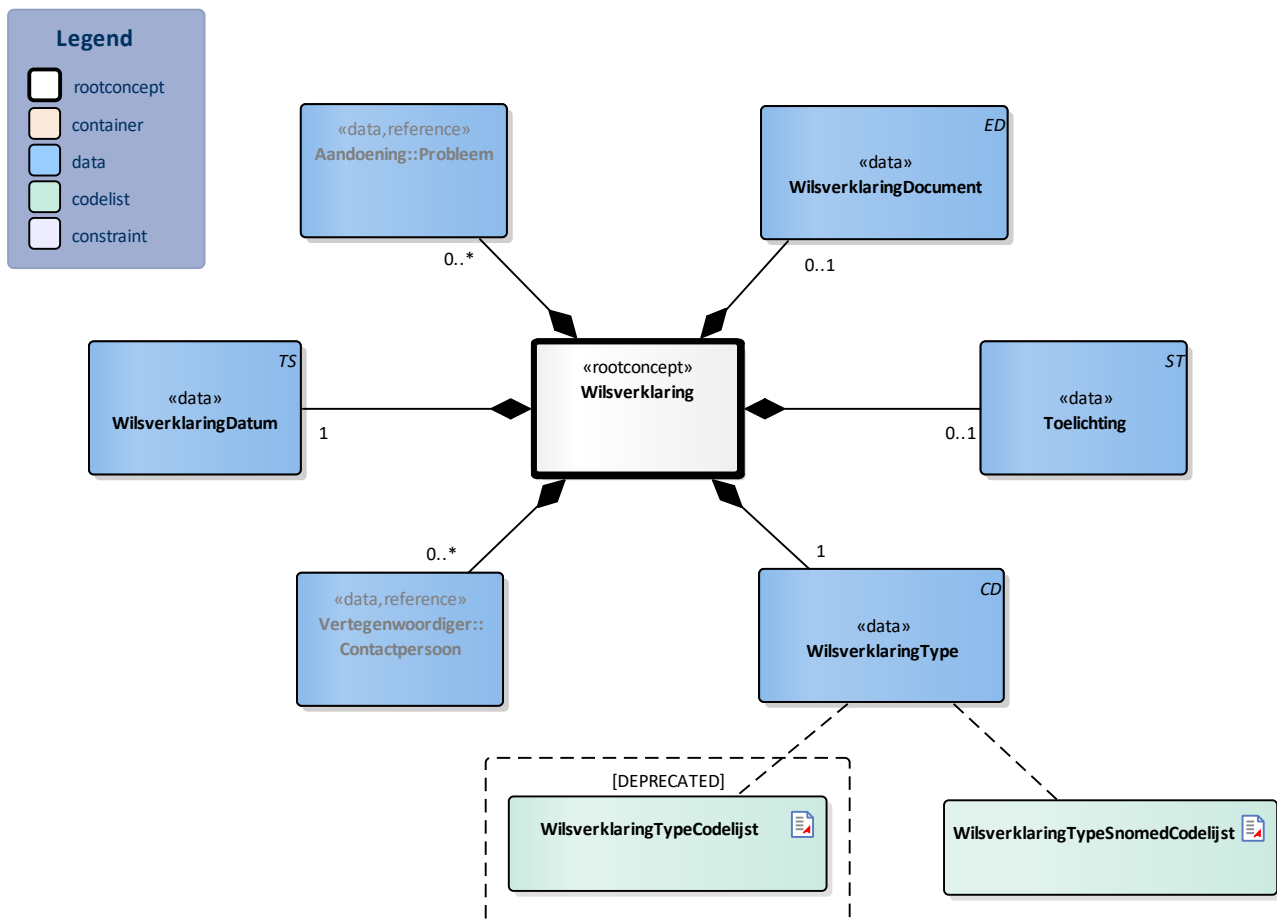 Legend
rootconcept
container
data
codelist
constraint
«data,reference»
Aandoening::Probleem
0..*
ED
«data»
WilsverklaringDocument
0..1
TS
«data»
WilsverklaringDatum
1
«rootconcept»
Wilsverklaring
ST
«data»
Toelichting
0..1
«data,reference»
Vertegenwoordiger::
Contactpersoon
0..*
CD
«data»
WilsverklaringType
1
[DEPRECATED]
WilsverklaringTypeCodelijst
WilsverklaringTypeSnomedCodelijst